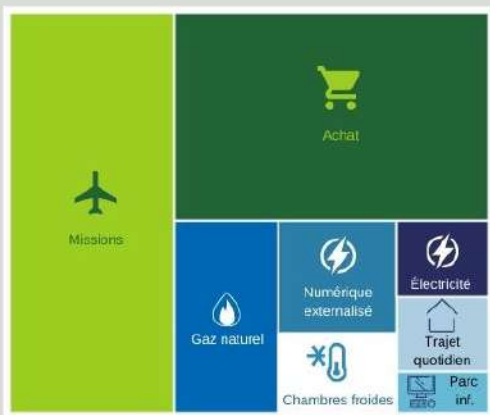 Achat
Missions
Gaz naturel
Numérique
externalisé
Chambres froides
Électricité
Trajet
quotidien
Parc
inf.